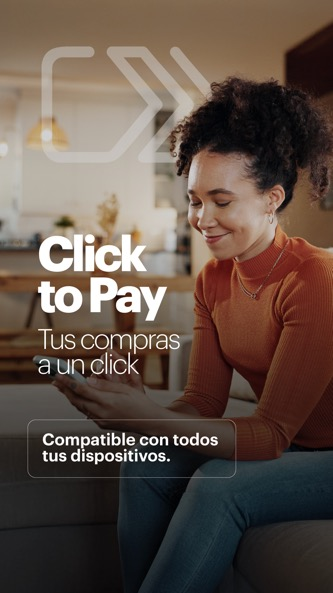 Click
to Pay
Tus compras
a un click
Compatible con todos
tus dispositivos.